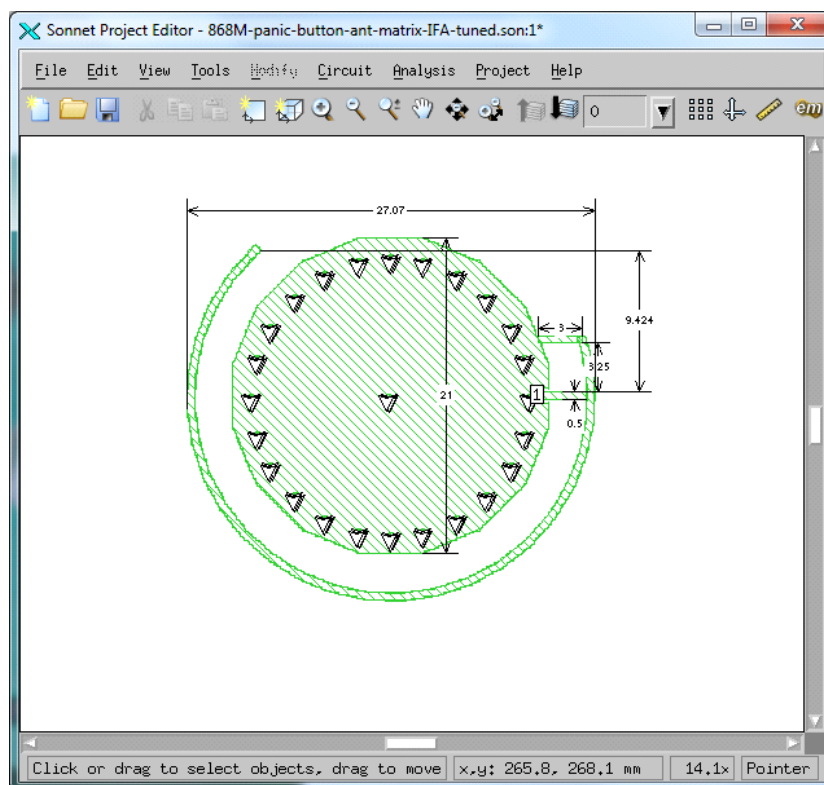 Sonnet Project Editor - 868M-panic-button-ant-matrix-IFA-tuned.son:1*
File Edit View Tools Modify Circuit Analysis Project Help
0
em
27.07
9.424
3
3.25
21
1
0.5
Click or drag to select objects, drag to move
x,y: 265.8, 268.1 mm
14.1x
Pointer